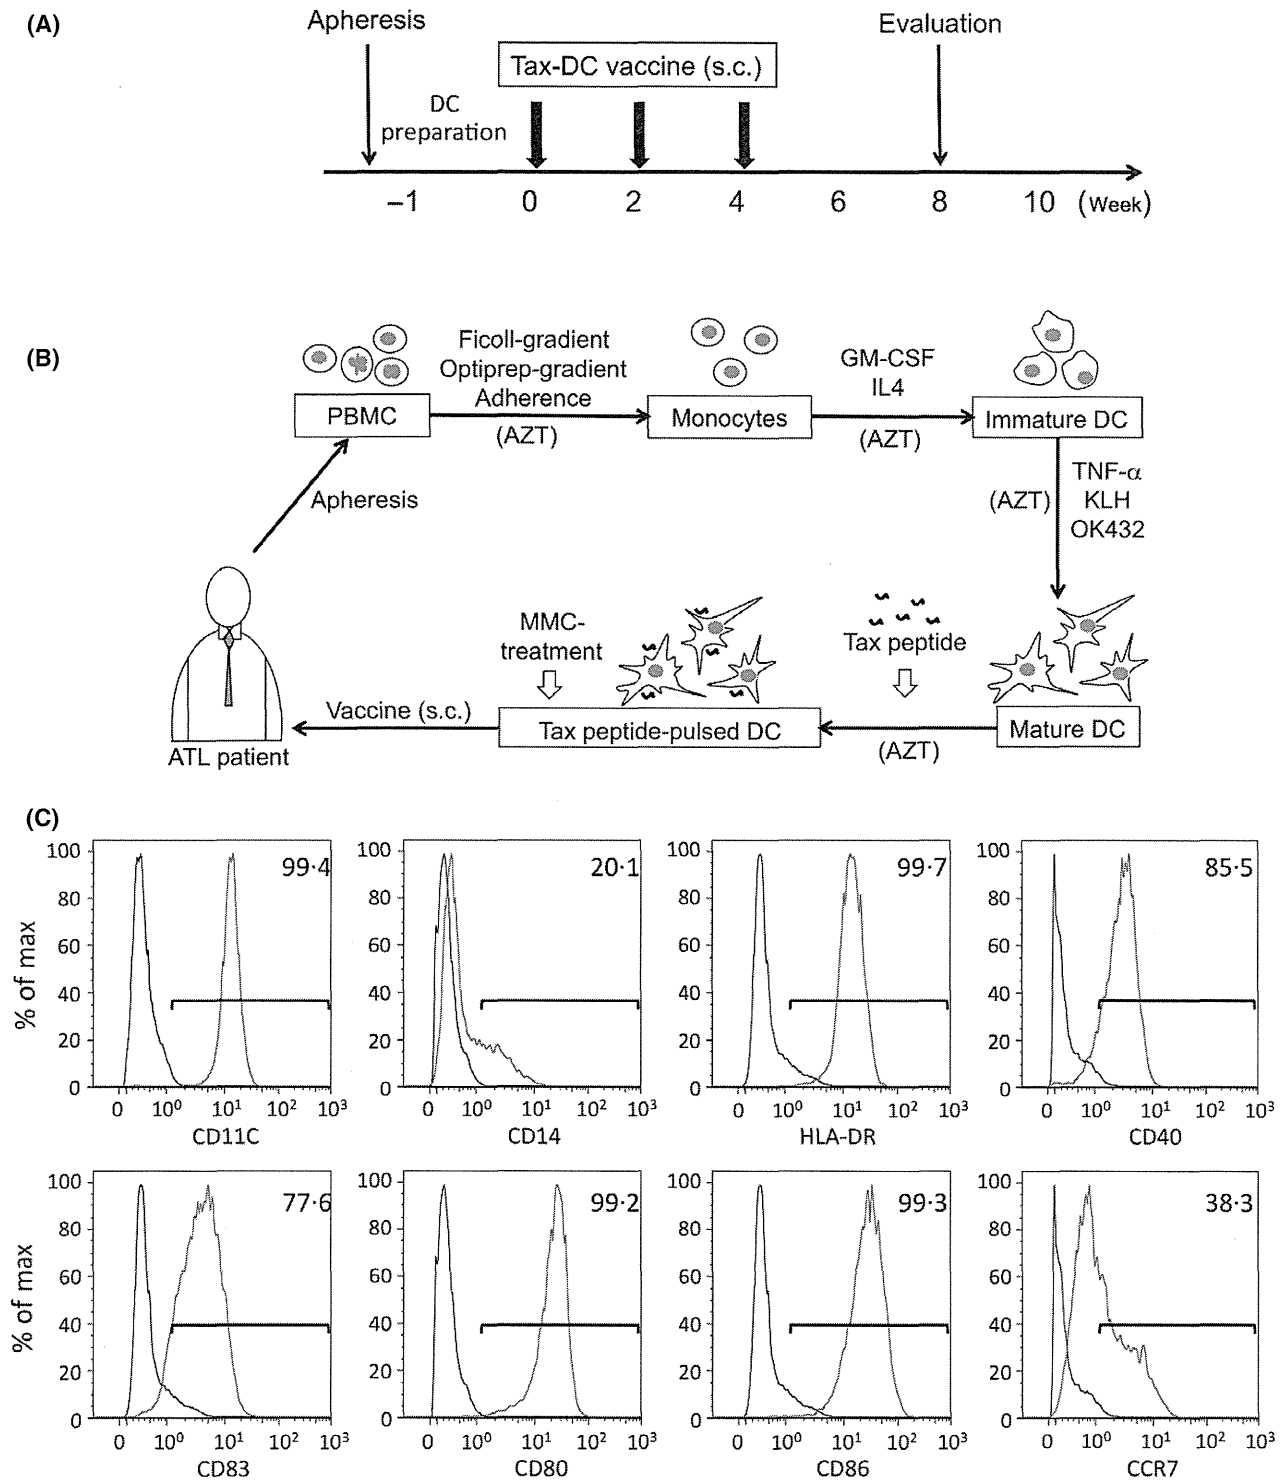 (A)
Apheresis
Evaluation
Tax-DC vaccine (s.c.)
DC
preparation
–1 0 2 4 6 8 10 (Week)
(B)
Ficoll-gradient
Optiprep-gradient
Adherence
(AZT)
GM-CSF
IL4
(AZT)
PBMC
Monocytes
Immature DC
Apheresis
TNF-α
(AZT) KLH
OK432
MMC-
treatment
Tax peptide
Vaccine (s.c.)
Tax peptide-pulsed DC
(AZT)
Mature DC
ATL patient
(C)
% of max
100
80
60
40
20
0
99·4
0 10⁰ 10¹ 10² 10³
CD11C
100
80
60
40
20
0
20·1
0 10⁰ 10¹ 10² 10³
CD14
100
80
60
40
20
0
99·7
0 10⁰ 10¹ 10² 10³
HLA-DR
100
80
60
40
20
0
85·5
0 10⁰ 10¹ 10² 10³
CD40
% of max
100
80
60
40
20
0
77·6
0 10⁰ 10¹ 10² 10³
CD83
100
80
60
40
20
0
99·2
0 10⁰ 10¹ 10² 10³
CD80
100
80
60
40
20
0
99·3
0 10⁰ 10¹ 10² 10³
CD86
100
80
60
40
20
0
38·3
0 10⁰ 10¹ 10² 10³
CCR7